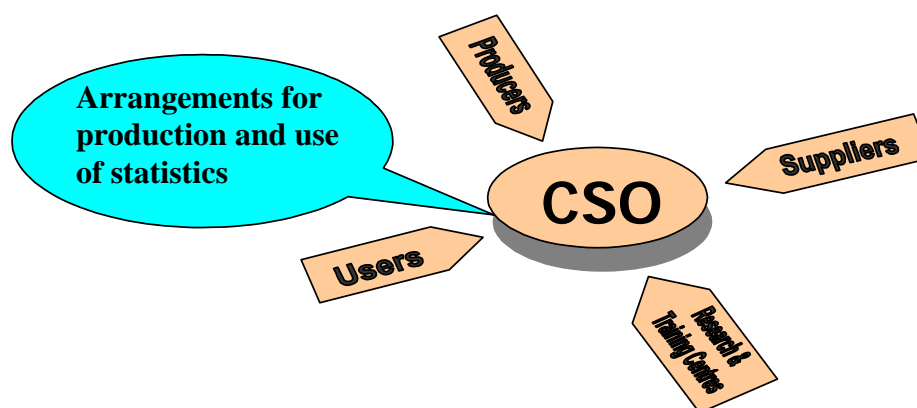 Producers
Arrangements for
production and use
of statistics
Suppliers
CSO
Users
Research &
Training Centres